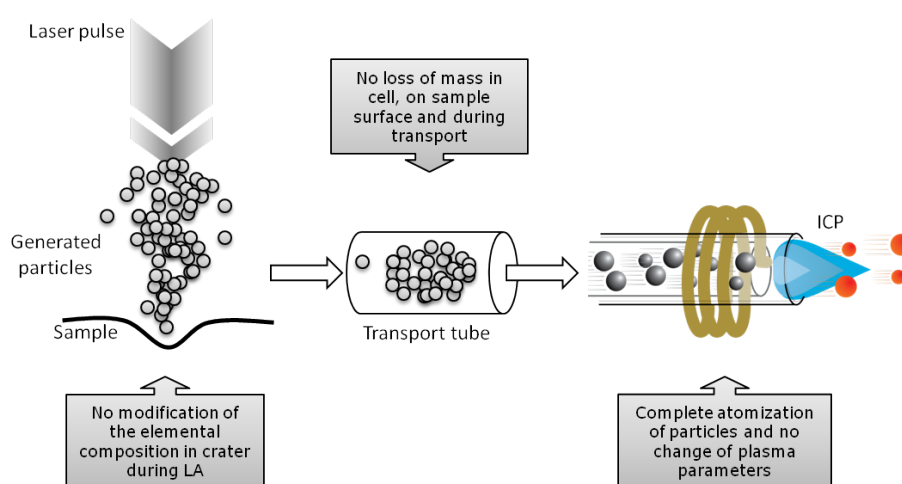 Laser pulse
No loss of mass in
cell, on sample
surface and during
transport
Generated
particles
ICP
Sample
Transport tube
No modification of
the elemental
composition in crater
during LA
Complete atomization
of particles and no
change of plasma
parameters